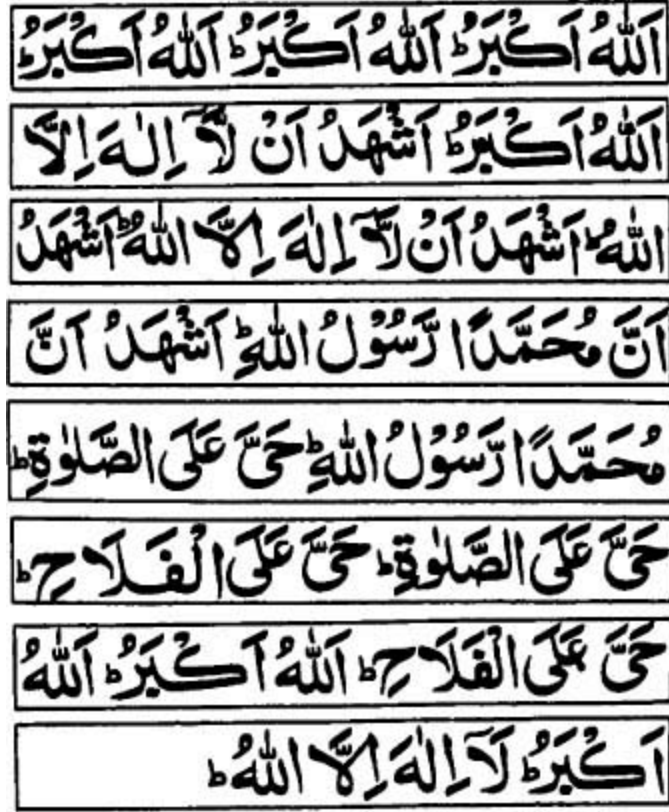 اَللّٰهُ اَكْبَرُ ؕ اَللّٰهُ اَكْبَرُ ؕ اَللّٰهُ اَكْبَرُ ؕ
اَللّٰهُ اَكْبَرُ ؕ اَشْهَدُ اَنْ لَّآ اِلٰهَ اِلَّا
اللّٰهُ ؕ اَشْهَدُ اَنْ لَّآ اِلٰهَ اِلَّا اللّٰهُ ؕ اَشْهَدُ
اَنَّ مُحَمَّدًا رَّسُوْلُ اللّٰهِ ؕ اَشْهَدُ اَنَّ
مُحَمَّدًا رَّسُوْلُ اللّٰهِ ؕ حَیَّ عَلَی الصَّلٰوةِ ؕ
حَیَّ عَلَی الصَّلٰوةِ ؕ حَیَّ عَلَی الْفَلَاحِ ؕ
حَیَّ عَلَی الْفَلَاحِ ؕ اَللّٰهُ اَكْبَرُ ؕ اَللّٰهُ
اَكْبَرُ ؕ لَآ اِلٰهَ اِلَّا اللّٰهُ ؕ